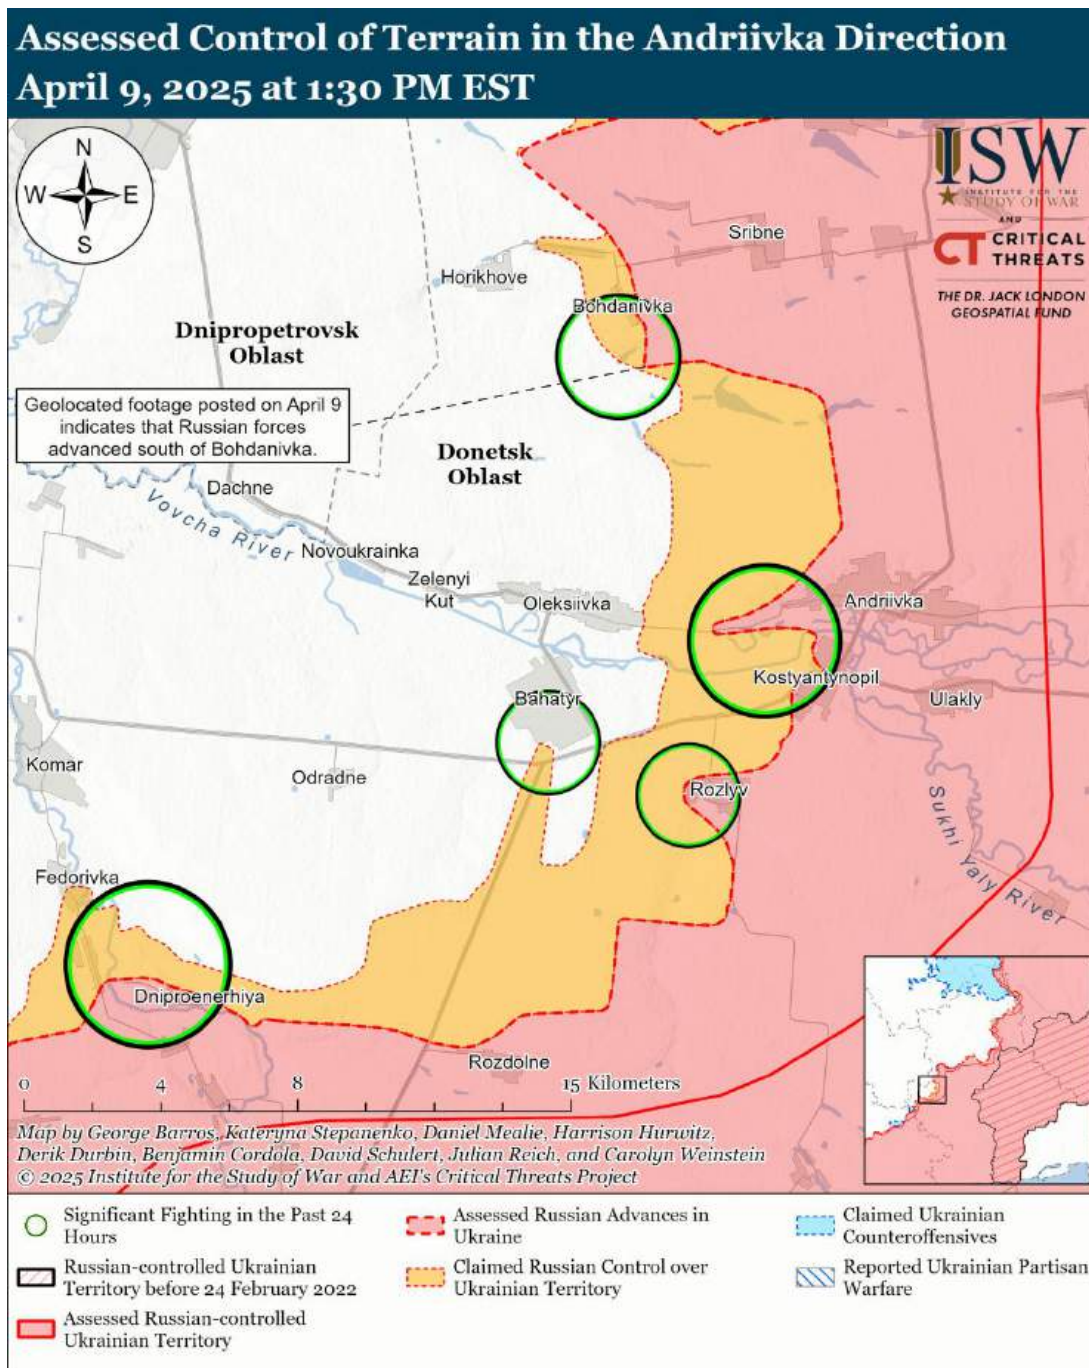 Assessed Control of Terrain in the Andriivka Direction
April 9, 2025 at 1:30 PM EST
N
W
E
S
ISW
INSTITUTE FOR THE
STUDY OF WAR
AND
CT CRITICAL
THREATS
THE DR. JACK LONDON
GEOSPATIAL FUND
Sribne
Horikhove
Bohdanivka
Dnipropetrovsk
Oblast
Geolocated footage posted on April 9
indicates that Russian forces
advanced south of Bohdanivka.
Donetsk
Oblast
Dachne
Vovcha River
Novoukrainka
Zelenyi
Kut
Oleksiivka
Andriivka
Kostyantynopil
Bahatyr
Ulakly
Komar
Odradne
Rozlyv
Sukhi Yaly River
Fedorivka
Dniproenerhiya
Rozdolne
0 4 8 15 Kilometers
Map by George Barros, Kateryna Stepanenko, Daniel Mealie, Harrison Hurwitz,
Derik Durbin, Benjamin Cordola, David Schulert, Julian Reich, and Carolyn Weinstein
© 2025 Institute for the Study of War and AEI's Critical Threats Project
Significant Fighting in the Past 24
Hours
Russian-controlled Ukrainian
Territory before 24 February 2022
Assessed Russian-controlled
Ukrainian Territory
Assessed Russian Advances in
Ukraine
Claimed Russian Control over
Ukrainian Territory
Claimed Ukrainian
Counteroffensives
Reported Ukrainian Partisan
Warfare